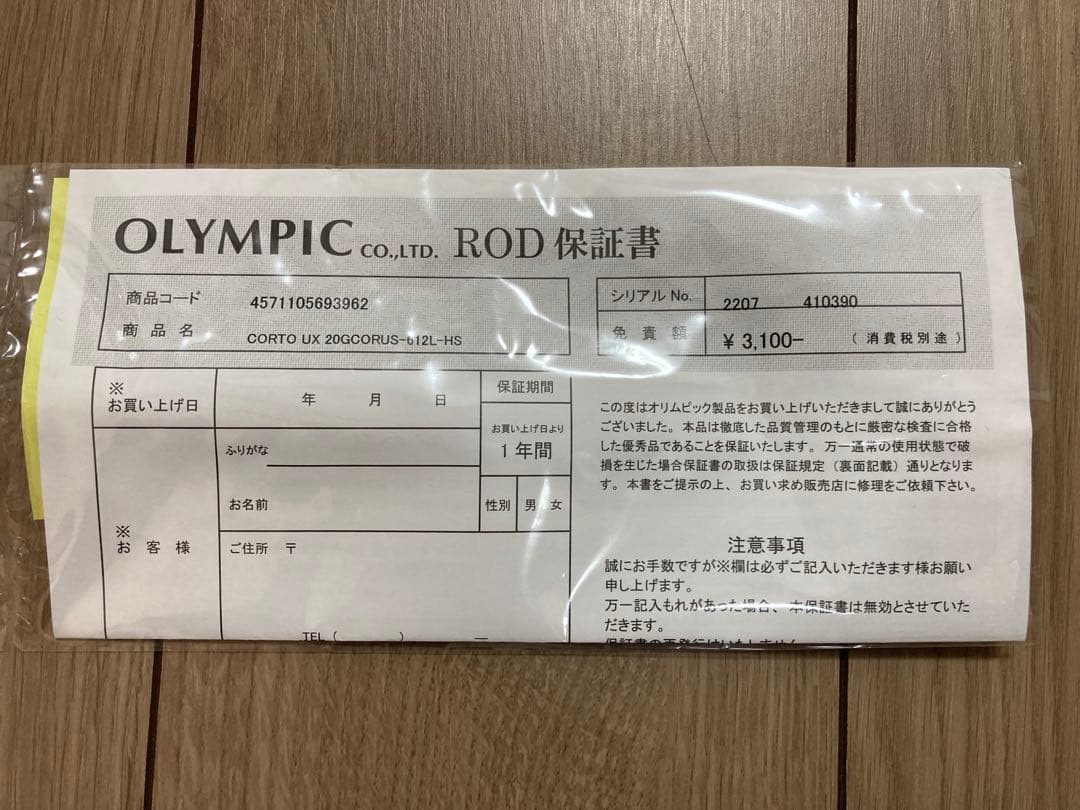 OLYMPIC CO.,LTD. ROD 保証書
商品コード 4571105693962
商品名 CORTO UX 20GCORUS-612L-HS
シリアル No. 2207 410390
免責額 ¥ 3,100- (消費税別途)
※
お買い上げ日
年 月 日
保証期間
お買い上げ日より
1年間
ふりがな
お名前
性別 男 女
※
お客様
ご住所 〒
TEL ( ) ー
この度はオリムピック製品をお買い上げいただきまして誠にありがとう
ございました。本品は徹底した品質管理のもとに厳密な検査に合格
した優秀品であることを保証いたします。万一通常の使用状態で破
損を生じた場合保証書の取扱は保証規定(裏面記載)通りとなりま
す。本書をご提示の上、お買い求め販売店に修理をご依頼下さい。
注意事項
誠にお手数ですが※欄は必ずご記入いただきます様お願い
申し上げます。
万一記入もれがあった場合、本保証書は無効とさせていた
だきます。
保証書の再発行はいたしません